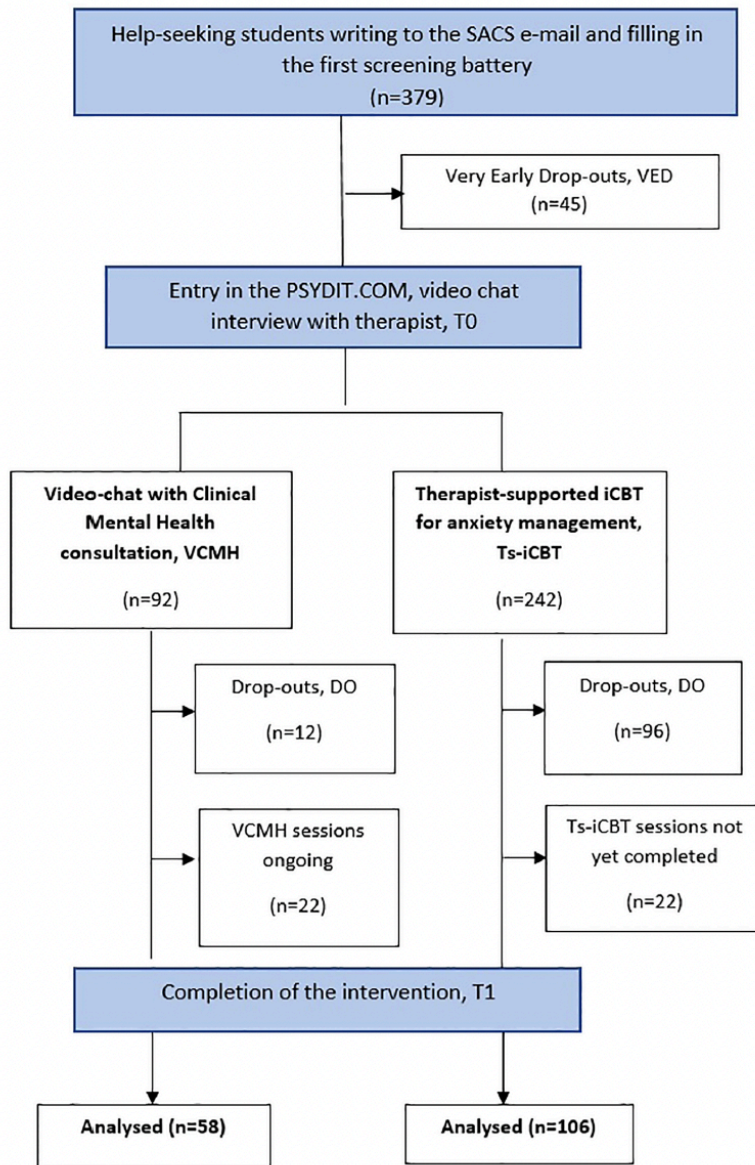 Help-seeking students writing to the SACS e-mail and filling in
the first screening battery
(n=379)
Very Early Drop-outs, VED
(n=45)
Entry in the PSYDIT.COM, video chat
interview with therapist, T0
Video-chat with Clinical
Mental Health
consultation, VCMH
(n=92)
Therapist-supported iCBT
for anxiety management,
Ts-iCBT
(n=242)
Drop-outs, DO
(n=12)
Drop-outs, DO
(n=96)
VCMH sessions
ongoing
(n=22)
Ts-iCBT sessions not
yet completed
(n=22)
Completion of the intervention, T1
Analysed (n=58)
Analysed (n=106)